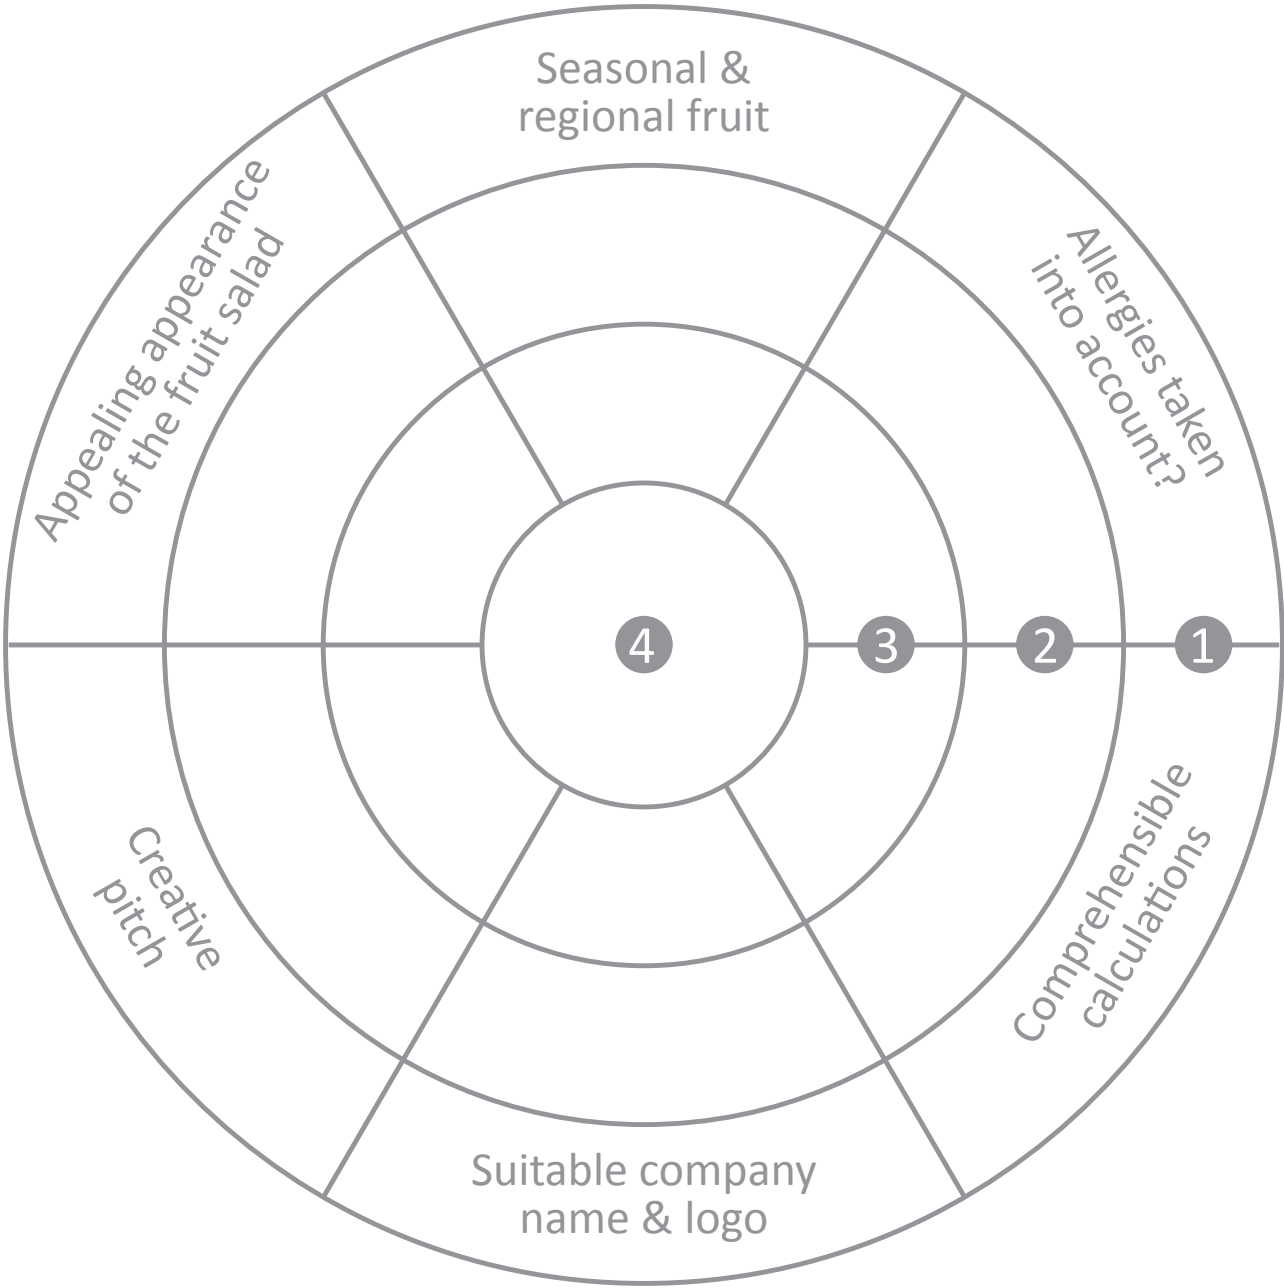 Seasonal &
regional fruit
Appealing appearance
of the fruit salad
Allergies taken
into account?
4
3
2
1
Creative
pitch
Comprehensible
calculations
Suitable company
name & logo